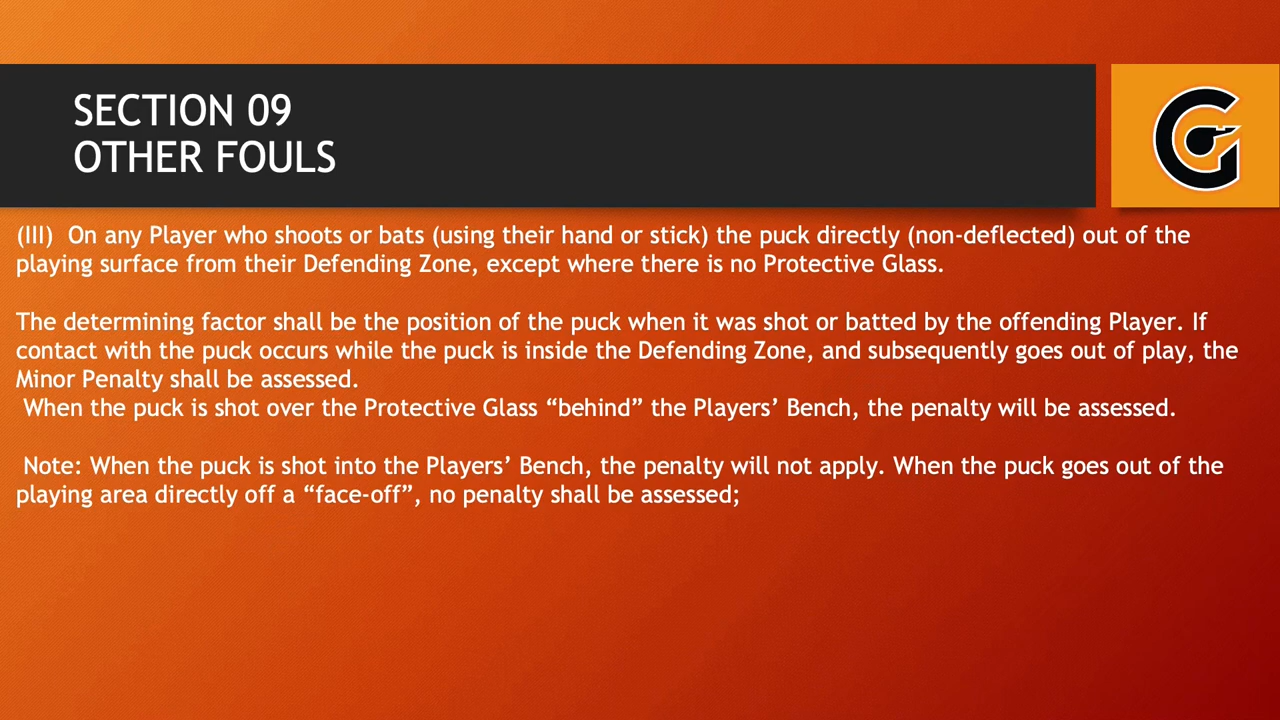 SECTION 09
OTHER FOULS
(III)  On any Player who shoots or bats (using their hand or stick) the puck directly (non-deflected) out of the
playing surface from their Defending Zone, except where there is no Protective Glass.
The determining factor shall be the position of the puck when it was shot or batted by the offending Player. If
contact with the puck occurs while the puck is inside the Defending Zone, and subsequently goes out of play, the
Minor Penalty shall be assessed.
When the puck is shot over the Protective Glass “behind” the Players’ Bench, the penalty will be assessed.
Note: When the puck is shot into the Players’ Bench, the penalty will not apply. When the puck goes out of the
playing area directly off a “face-off”, no penalty shall be assessed;